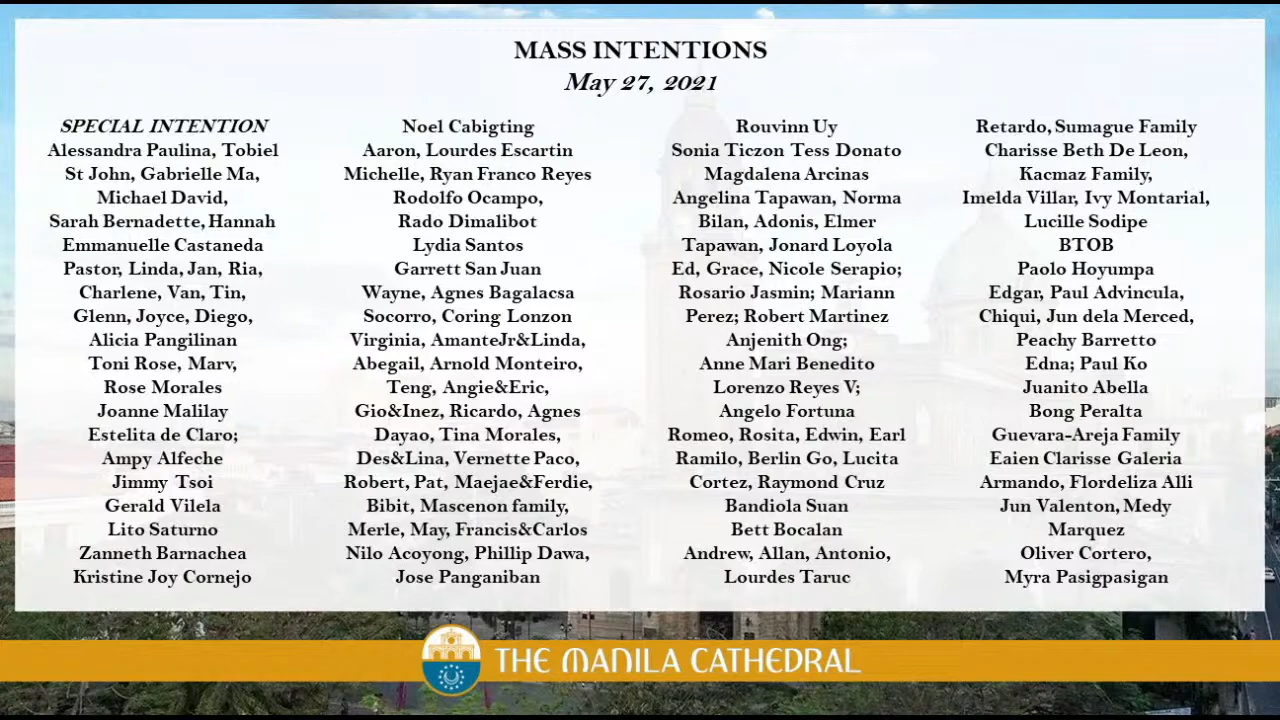 MASS INTENTIONS
May 27, 2021
SPECIAL INTENTION
Alessandra Paulina, Tobiel
St John, Gabrielle Ma,
Michael David,
Sarah Bernadette, Hannah
Emmanuelle Castaneda
Pastor, Linda, Jan, Ria,
Charlene, Van, Tin,
Glenn, Joyce, Diego,
Alicia Pangilinan
Toni Rose, Marv,
Rose Morales
Joanne Malilay
Estelita de Claro;
Ampy Alfeche
Jimmy Tsoi
Gerald Vilela
Lito Saturno
Zanneth Barnachea
Kristine Joy Cornejo
Noel Cabigting
Aaron, Lourdes Escartin
Michelle, Ryan Franco Reyes
Rodolfo Ocampo,
Rado Dimalibot
Lydia Santos
Garrett San Juan
Wayne, Agnes Bagalacsa
Socorro, Coring Lonzon
Virginia, AmanteJr&Linda,
Abegail, Arnold Monteiro,
Teng, Angie&Eric,
Gio&Inez, Ricardo, Agnes
Dayao, Tina Morales,
Des&Lina, Vernette Paco,
Robert, Pat, Maejae&Ferdie,
Bibit, Mascenon family,
Merle, May, Francis&Carlos
Nilo Acoyong, Phillip Dawa,
Jose Panganiban
Rouvinn Uy
Sonia Ticzon Tess Donato
Magdalena Arcinas
Angelina Tapawan, Norma
Bilan, Adonis, Elmer
Tapawan, Jonard Loyola
Ed, Grace, Nicole Serapio;
Rosario Jasmin; Mariann
Perez; Robert Martinez
Anjenith Ong;
Anne Mari Benedito
Lorenzo Reyes V;
Angelo Fortuna
Romeo, Rosita, Edwin, Earl
Ramilo, Berlin Go, Lucita
Cortez, Raymond Cruz
Bandiola Suan
Bett Bocalan
Andrew, Allan, Antonio,
Lourdes Taruc
Retardo, Sumague Family
Charisse Beth De Leon,
Kacmaz Family,
Imelda Villar, Ivy Montarial,
Lucille Sodipe
BTOB
Paolo Hoyumpa
Edgar, Paul Advincula,
Chiqui, Jun dela Merced,
Peachy Barretto
Edna; Paul Ko
Juanito Abella
Bong Peralta
Guevara-Areja Family
Eaien Clarisse Galeria
Armando, Flordeliza Alli
Jun Valenton, Medy
Marquez
Oliver Cortero,
Myra Pasigpasigan
THE MANILA CATHEDRAL